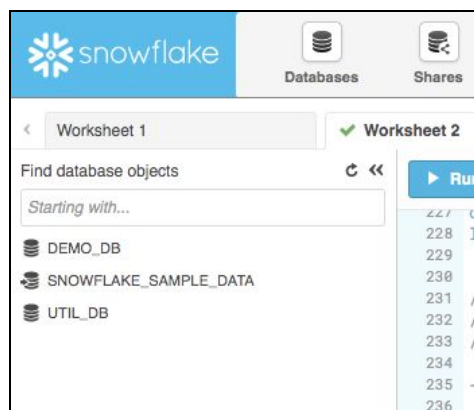 snowflake
Databases
Shares
Worksheet 1
Worksheet 2
Find database objects
Starting with...
DEMO_DB
SNOWFLAKE_SAMPLE_DATA
UTIL_DB
227
228
229
230
231 /
232 /
233 /
234
235 -
236